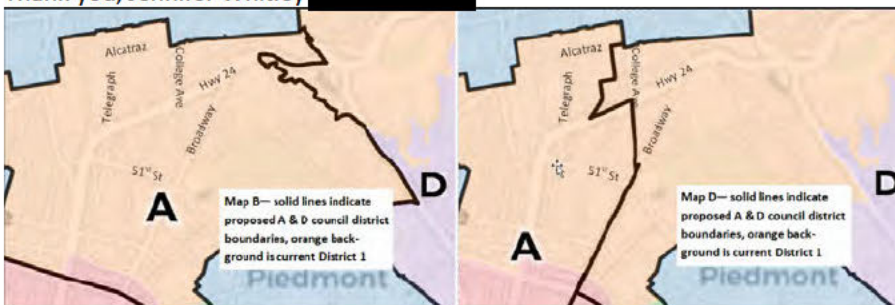 Thank you, Jennifer Whitley
Alcatraz
Telegraph
College Ave
Hwy 24
Broadway
51st St
A
D
Map B— solid lines indicate
proposed A & D council district
boundaries, orange back-
ground is current District 1
Piedmont
Alcatraz
Telegraph
College Ave
Hwy 24
Broadway
51st St
A
D
Map D— solid lines indicate
proposed A & D council district
boundaries, orange back-
ground is current District 1
Piedmont